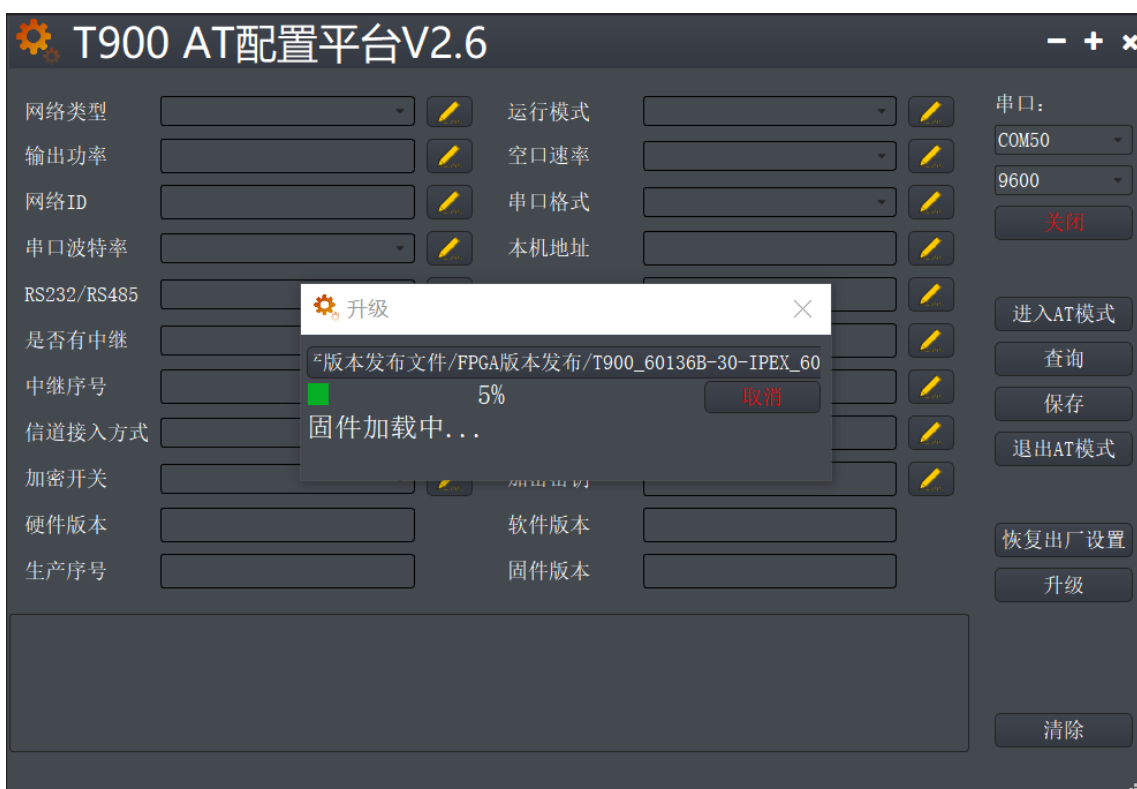 T900 AT配置平台V2.6
网络类型
运行模式
串口：
输出功率
空口速率
COM50
网络ID
串口格式
9600
串口波特率
本机地址
关闭
RS232/RS485
升级
进入AT模式
是否有中继
版本发布文件/FPGA版本发布/T900_60136B-30-IPEX_60
查询
中继序号
5%
取消
保存
信道接入方式
固件加载中...
退出AT模式
加密开关
硬件版本
软件版本
恢复出厂设置
生产序号
固件版本
升级
清除